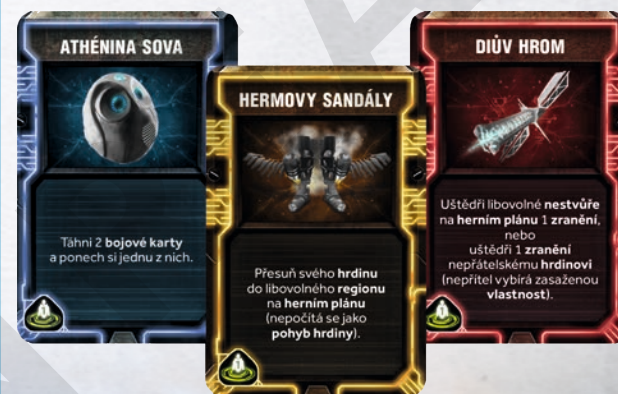 ATHÉNINA SOVA
Táhni 2 bojové karty
a ponech si jednu z nich.
HERMOVY SANDÁLY
Přesuň svého hrdinu
do libovolného regionu
na herním plánu
(nepočítá se jako
pohyb hrdiny).
DIŮV HROM
Uštědři libovolné nestvůře
na herním plánu 1 zranění,
nebo
uštědři 1 zranění
nepřátelskému hrdinovi
(nepřítel vybírá zasaženou
vlastnost).